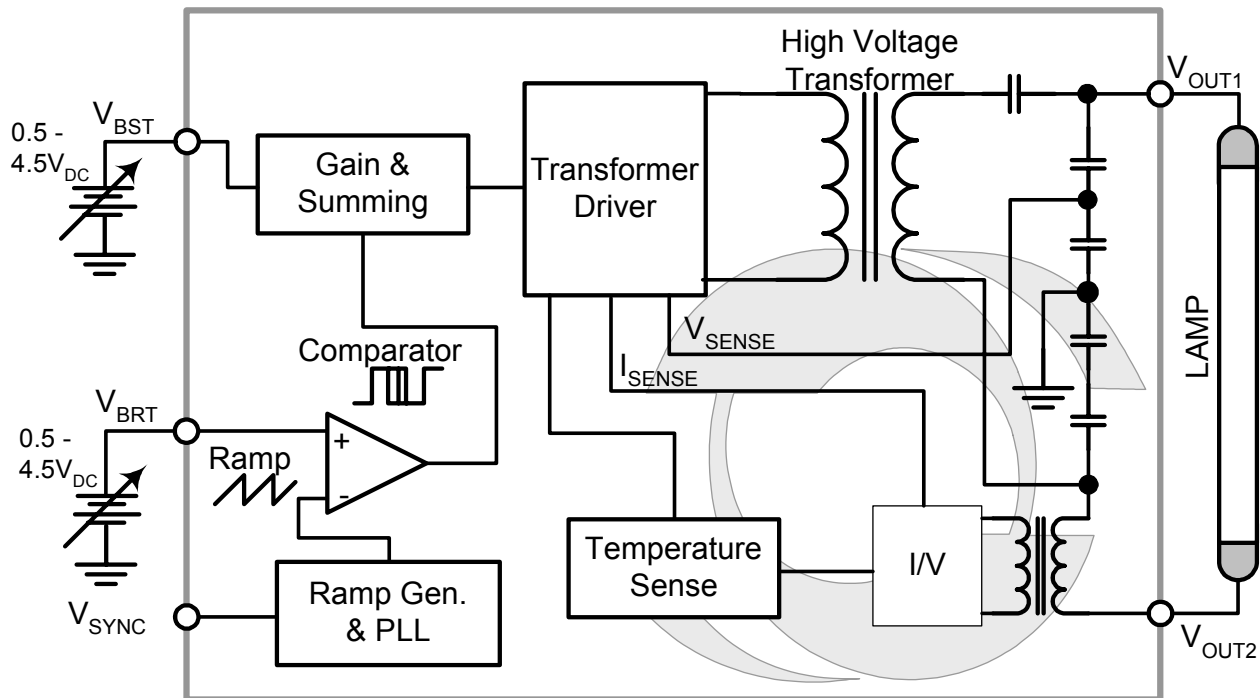 High Voltage
Transformer
V_OUT1
0.5 -
4.5V_DC
V_BST
Gain &
Summing
Transformer
Driver
V_SENSE
I_SENSE
Comparator
V_BRT
0.5 -
4.5V_DC
Ramp
+
-
LAMP
Temperature
Sense
I/V
Ramp Gen.
& PLL
V_SYNC
V_OUT2